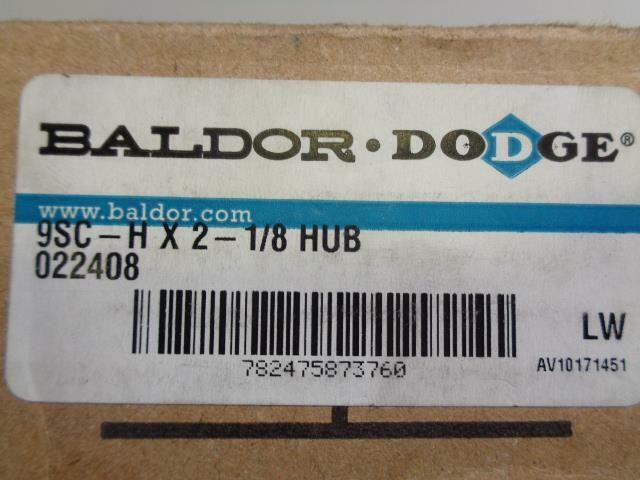 BALDOR · DODGE®
www.baldor.com
9SC-H X 2-1/8 HUB
022408
LW
782475873760
AV10171451